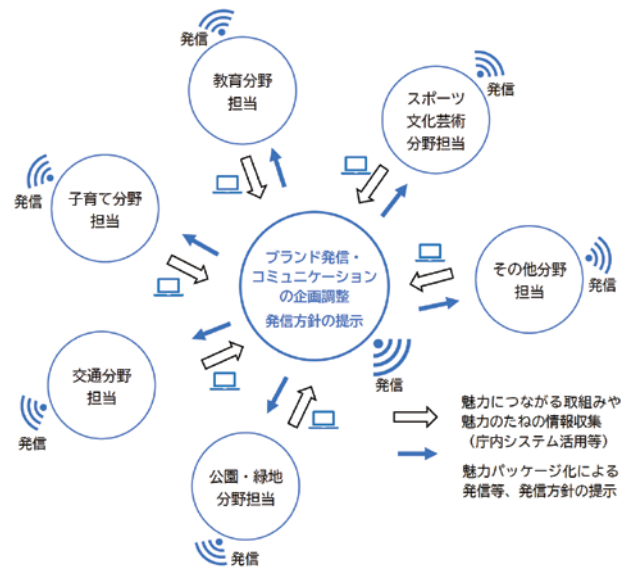 発信
教育分野
担当
スポーツ
文化芸術
分野担当
発信
子育て分野
担当
発信
ブランド発信・
コミュニケーション
の企画調整
発信方針の提示
その他分野
担当
発信
交通分野
担当
発信
発信
公園・緑地
分野担当
発信
魅力につながる取組みや
魅力のたねの情報収集
（庁内システム活用等）
魅力パッケージ化による
発信等、発信方針の提示